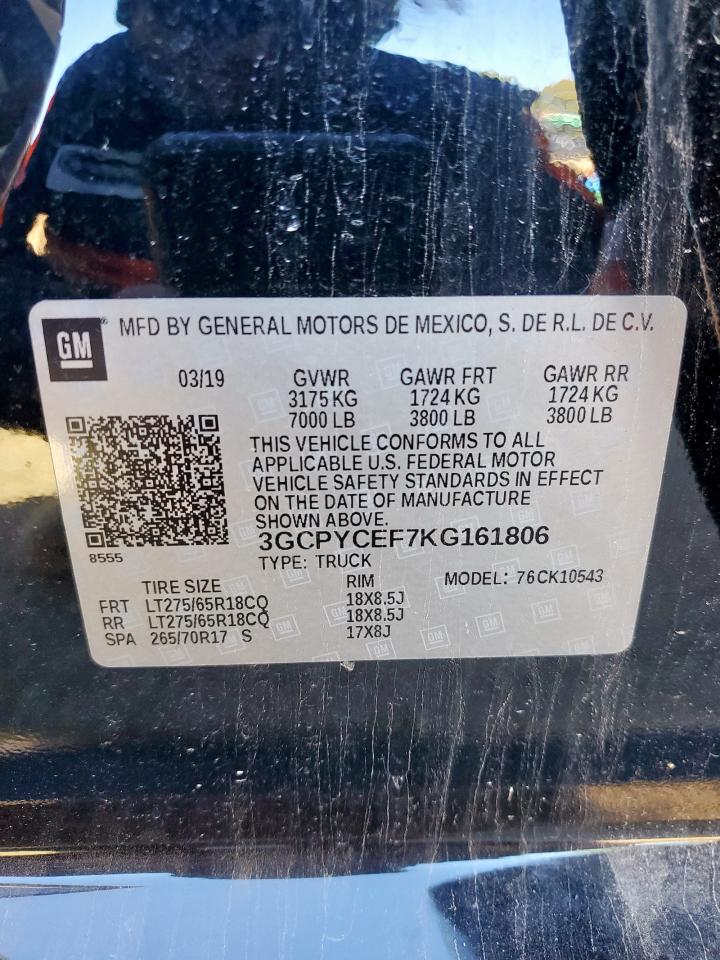 GM MFD BY GENERAL MOTORS DE MEXICO, S. DE R.L. DE C.V.
03/19 GVWR GAWR FRT GAWR RR
3175 KG 1724 KG 1724 KG
7000 LB 3800 LB 3800 LB
THIS VEHICLE CONFORMS TO ALL
APPLICABLE U.S. FEDERAL MOTOR
VEHICLE SAFETY STANDARDS IN EFFECT
ON THE DATE OF MANUFACTURE
SHOWN ABOVE.
8555 3GCPYCEF7KG161806
TYPE: TRUCK MODEL: 76CK10543
TIRE SIZE RIM
FRT LT275/65R18CQ 18X8.5J
RR LT275/65R18CQ 18X8.5J
SPA 265/70R17 S 17X8J